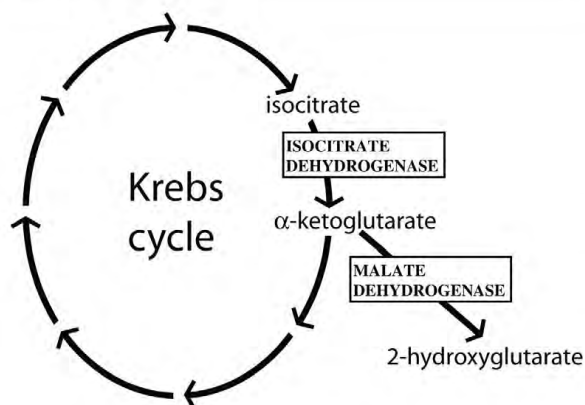 isocitrate
ISOCITRATE
DEHYDROGENASE
Krebs
cycle
α-ketoglutarate
MALATE
DEHYDROGENASE
2-hydroxyglutarate